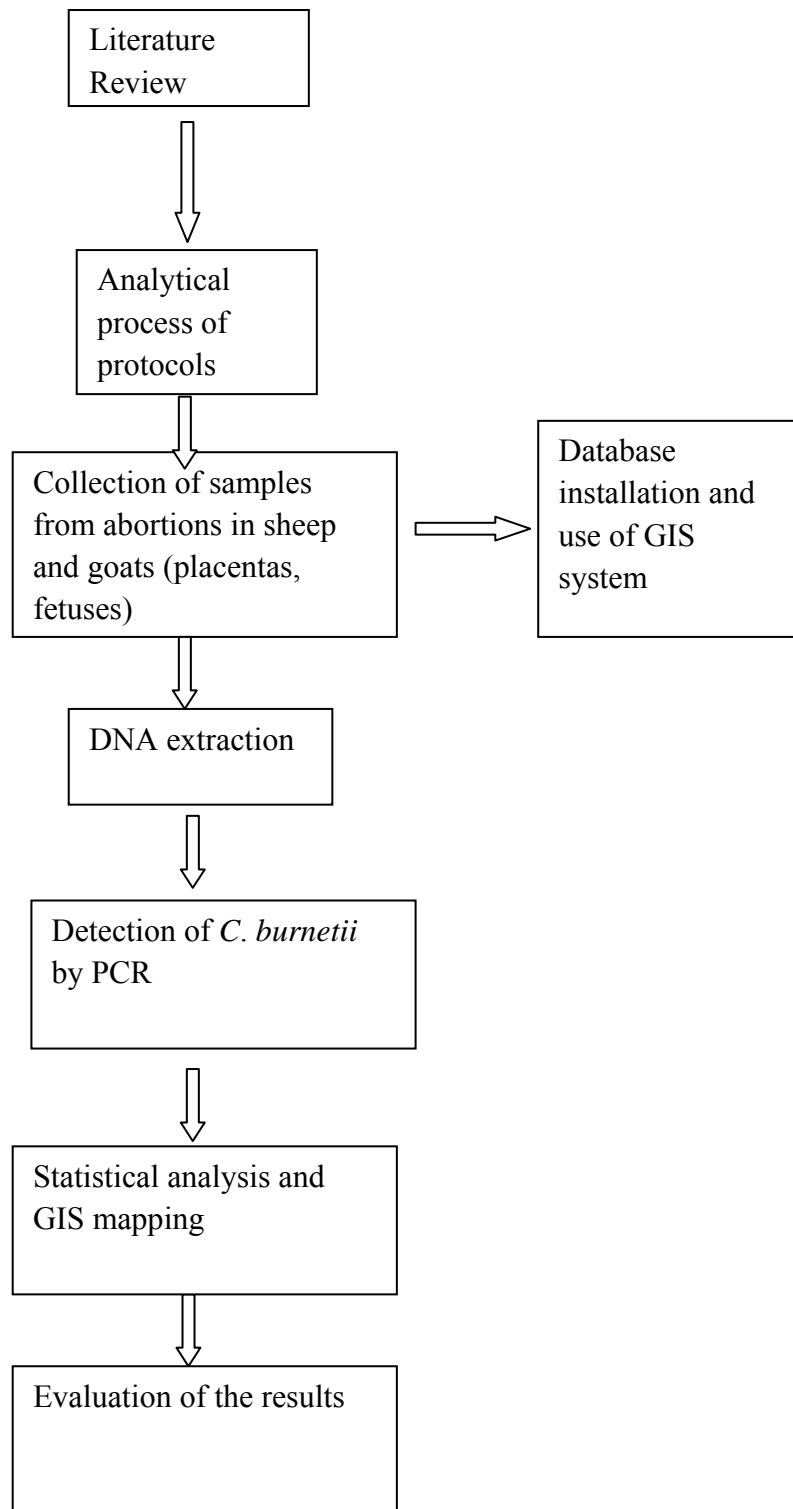 Literature
Review
Analytical
process of
protocols
Collection of samples
from abortions in sheep
and goats (placentas,
fetuses)
Database
installation and
use of GIS
system
DNA extraction
Detection of C. burnetii
by PCR
Statistical analysis and
GIS mapping
Evaluation of the results